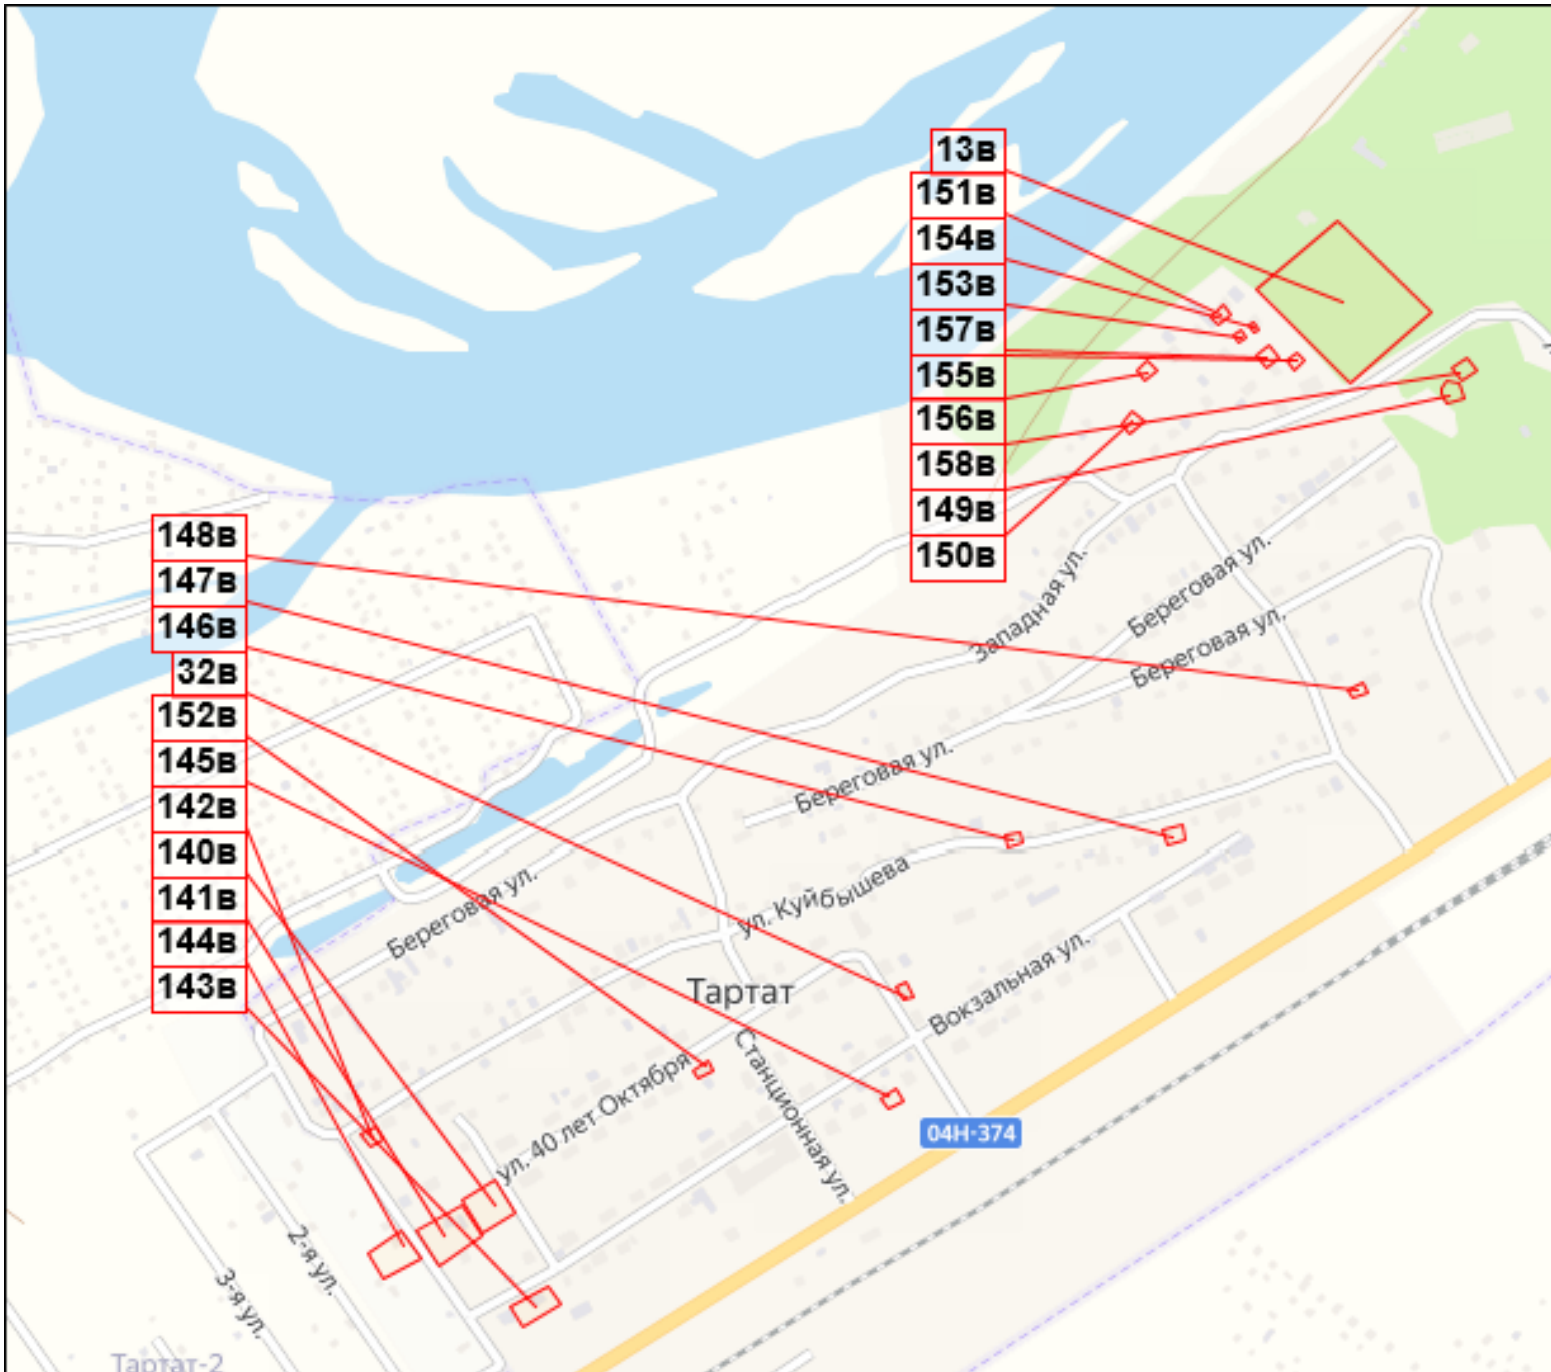 13в
151в
154в
153в
157в
155в
156в
158в
149в
150в
148в
147в
146в
32в
152в
145в
142в
140в
141в
144в
143в
Западная ул.
Береговая ул.
Береговая ул.
Береговая ул.
ул. Куйбышева
Береговая ул.
Вокзальная ул.
Тартат
Станционная ул.
ул. 40 лет Октября
04Н-374
2-я ул.
3-я ул.
Тартат-2